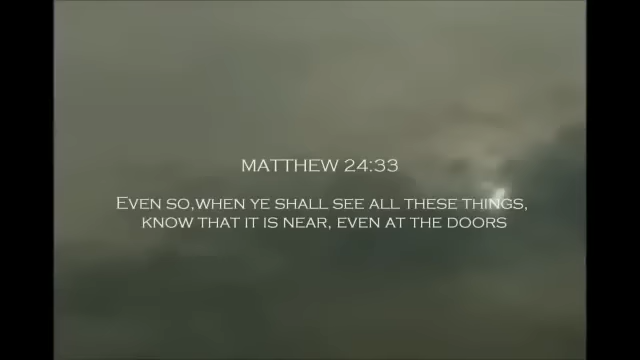 MATTHEW 24:33
EVEN SO,WHEN YE SHALL SEE ALL THESE THINGS,
KNOW THAT IT IS NEAR, EVEN AT THE DOORS